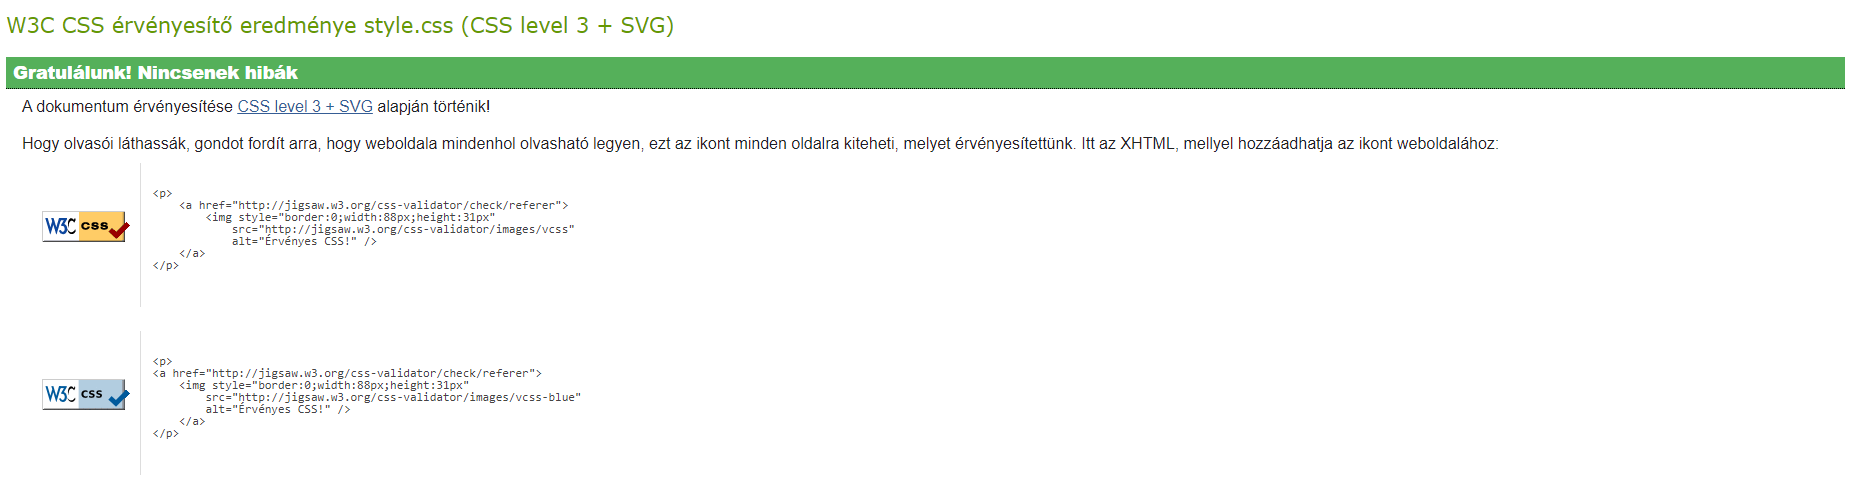 W3C CSS érvényesítő eredménye style.css (CSS level 3 + SVG)
Gratulálunk! Nincsenek hibák
A dokumentum érvényesítése CSS level 3 + SVG alapján történik!
Hogy olvasói láthassák, gondot fordít arra, hogy weboldala mindenhol olvasható legyen, ezt az ikont minden oldalra kiteheti, melyet érvényesítettünk. Itt az XHTML, mellyel hozzáadhatja az ikont weboldalához:
<p>
<a href="http://jigsaw.w3.org/css-validator/check/referer">
<img style="border:0;width:88px;height:31px"
W3C css
src="http://jigsaw.w3.org/css-validator/images/vcss"
alt="Érvényes CSS!" />
</a>
</p>
<p>
<a href="http://jigsaw.w3.org/css-validator/check/referer">
<img style="border:0;width:88px;height:31px"
W3C css
src="http://jigsaw.w3.org/css-validator/images/vcss-blue"
alt="Érvényes CSS!" />
</a>
</p>